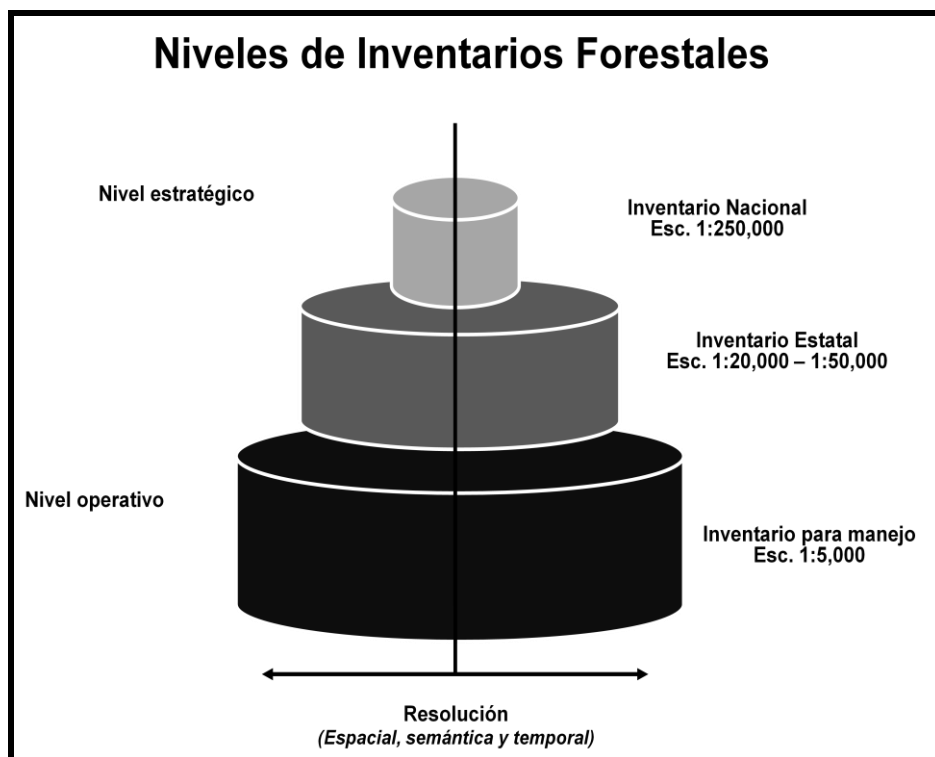 Niveles de Inventarios Forestales
Nivel estratégico
Inventario Nacional
Esc. 1:250,000
Inventario Estatal
Esc. 1:20,000 – 1:50,000
Nivel operativo
Inventario para manejo
Esc. 1:5,000
Resolución
(Espacial, semántica y temporal)